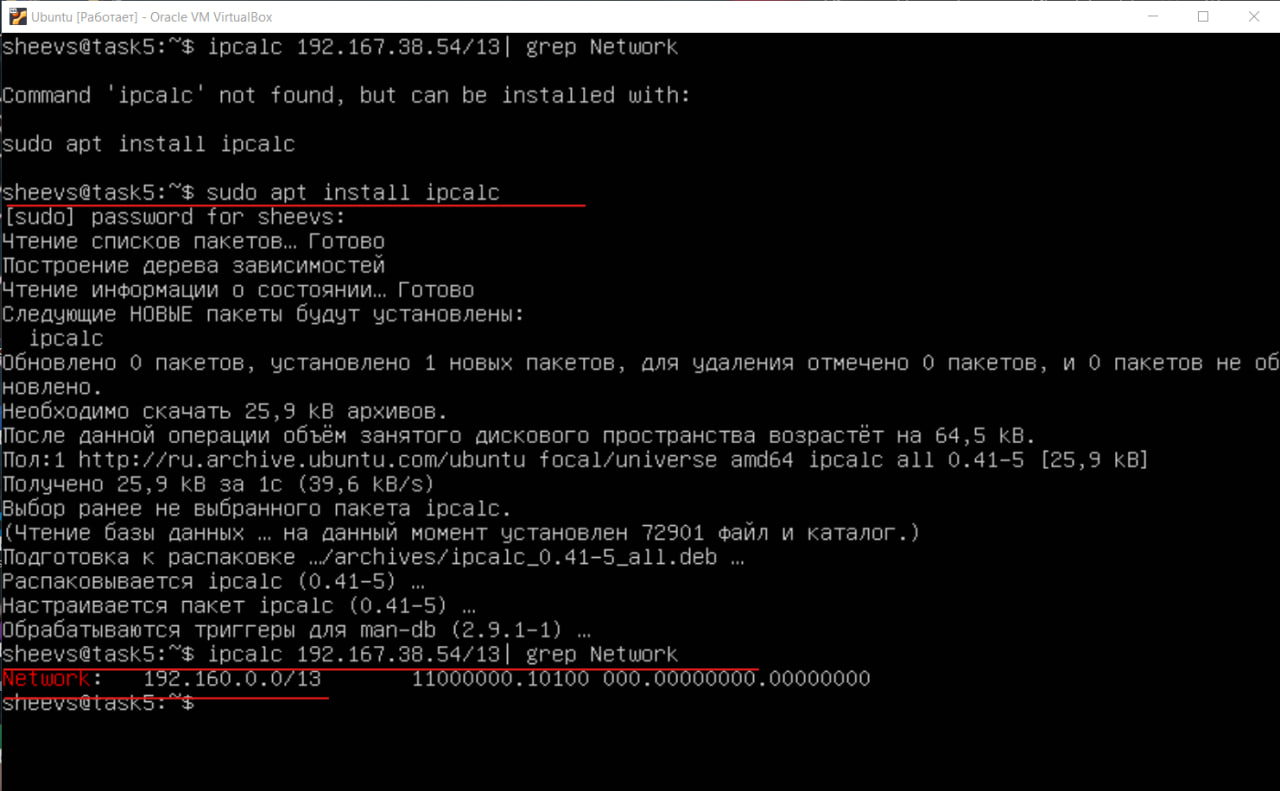 Ubuntu [Работает] - Oracle VM VirtualBox
sheevs@task5:~$ ipcalc 192.167.38.54/13| grep Network
Command 'ipcalc' not found, but can be installed with:
sudo apt install ipcalc
sheevs@task5:~$ sudo apt install ipcalc
[sudo] password for sheevs:
Чтение списков пакетов… Готово
Построение дерева зависимостей
Чтение информации о состоянии… Готово
Следующие НОВЫЕ пакеты будут установлены:
ipcalc
Обновлено 0 пакетов, установлено 1 новых пакетов, для удаления отмечено 0 пакетов, и 0 пакетов не об
новлено.
Необходимо скачать 25,9 kB архивов.
После данной операции объём занятого дискового пространства возрастёт на 64,5 kB.
Пол:1 http://ru.archive.ubuntu.com/ubuntu focal/universe amd64 ipcalc all 0.41-5 [25,9 kB]
Получено 25,9 kB за 1с (39,6 kB/s)
Выбор ранее не выбранного пакета ipcalc.
(Чтение базы данных … на данный момент установлен 72901 файл и каталог.)
Подготовка к распаковке …/archives/ipcalc_0.41-5_all.deb …
Распаковывается ipcalc (0.41-5) …
Настраивается пакет ipcalc (0.41-5) …
Обрабатываются триггеры для man-db (2.9.1-1) …
sheevs@task5:~$ ipcalc 192.167.38.54/13| grep Network
Network:   192.160.0.0/13       11000000.10100 000.00000000.00000000
sheevs@task5:~$